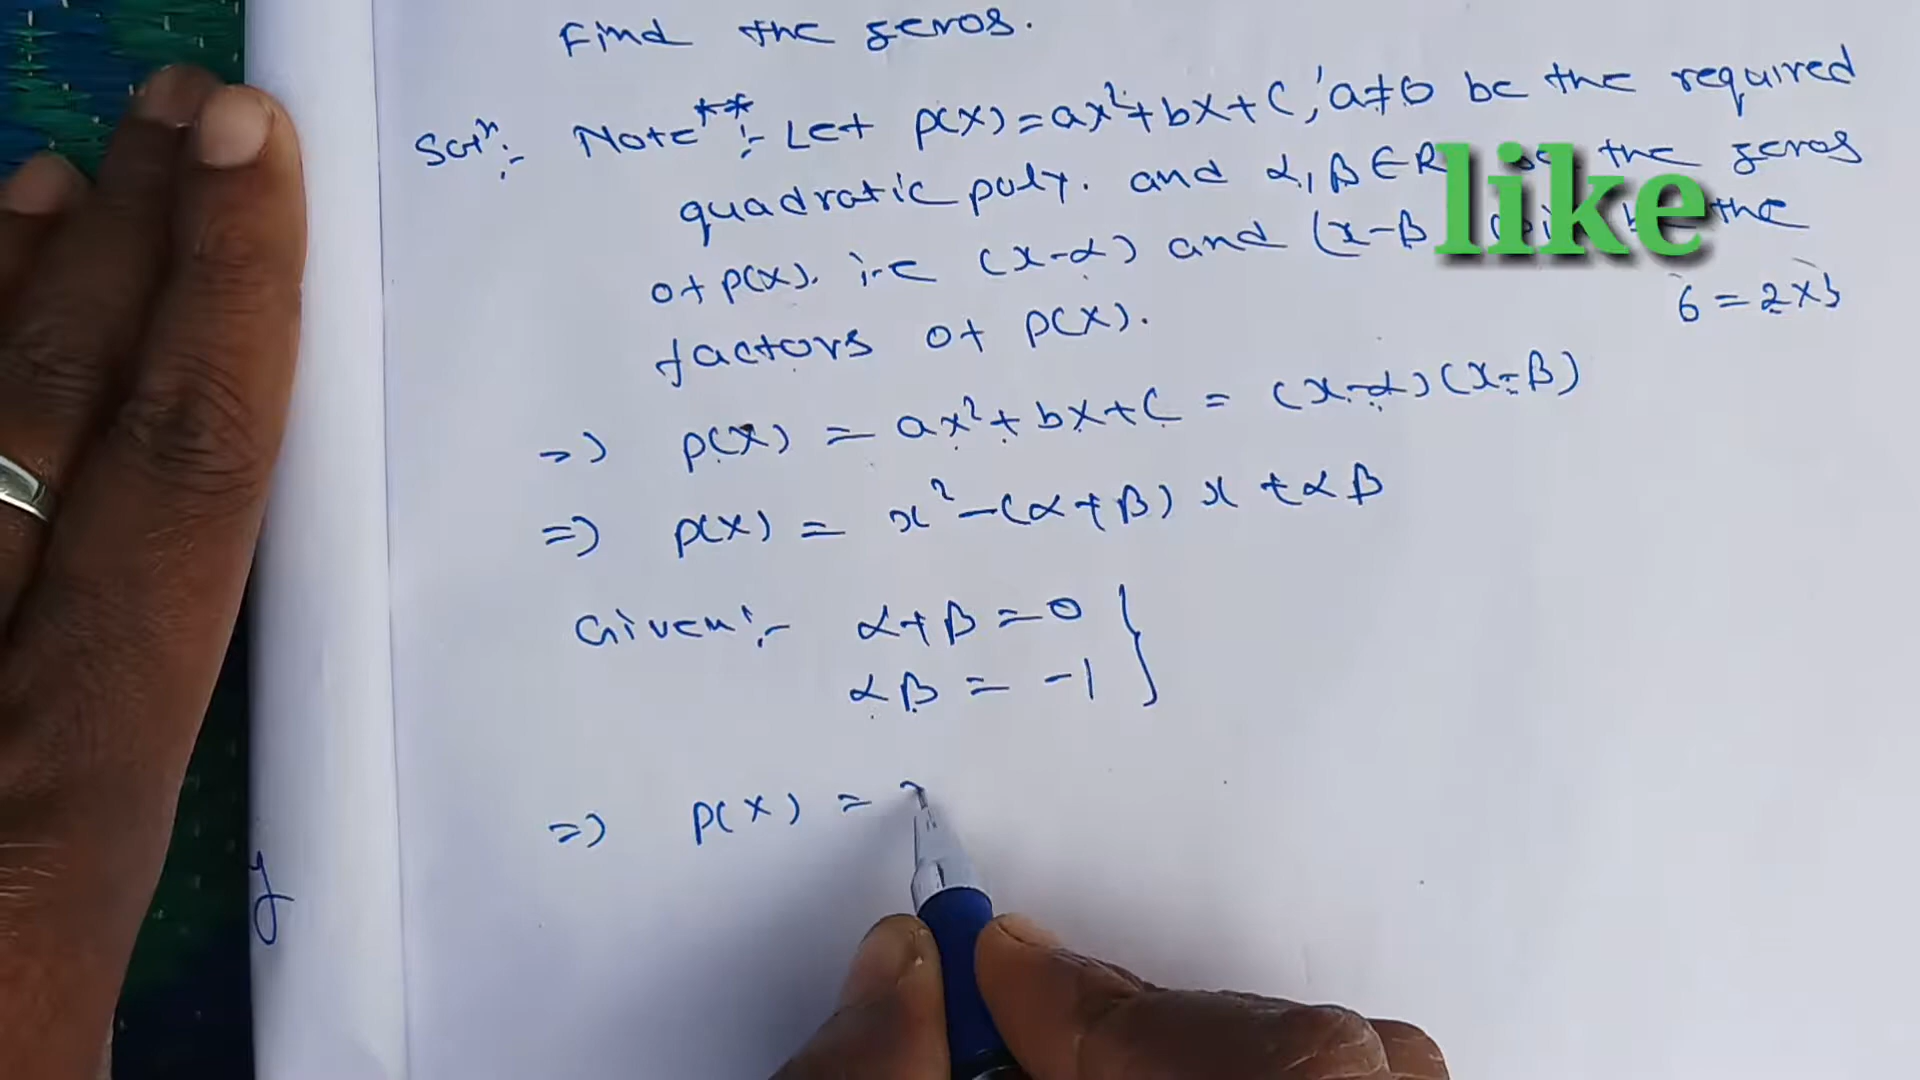 Find the zeros.
Solⁿ:- Note**:- Let p(x)=ax²+bx+c, a≠0 be the required
quadratic poly. and α, β∈R the zeros
of p(x). i.e (x-α) and (x-β the
like
6 = 2×3
factors of p(x).
=> p(x) = ax²+bx+c = (x-α)(x-β)
=> p(x) = x²-(α+β) x +αβ
Given:- α+β=0 }
αβ = -1
=> p(x) =
y